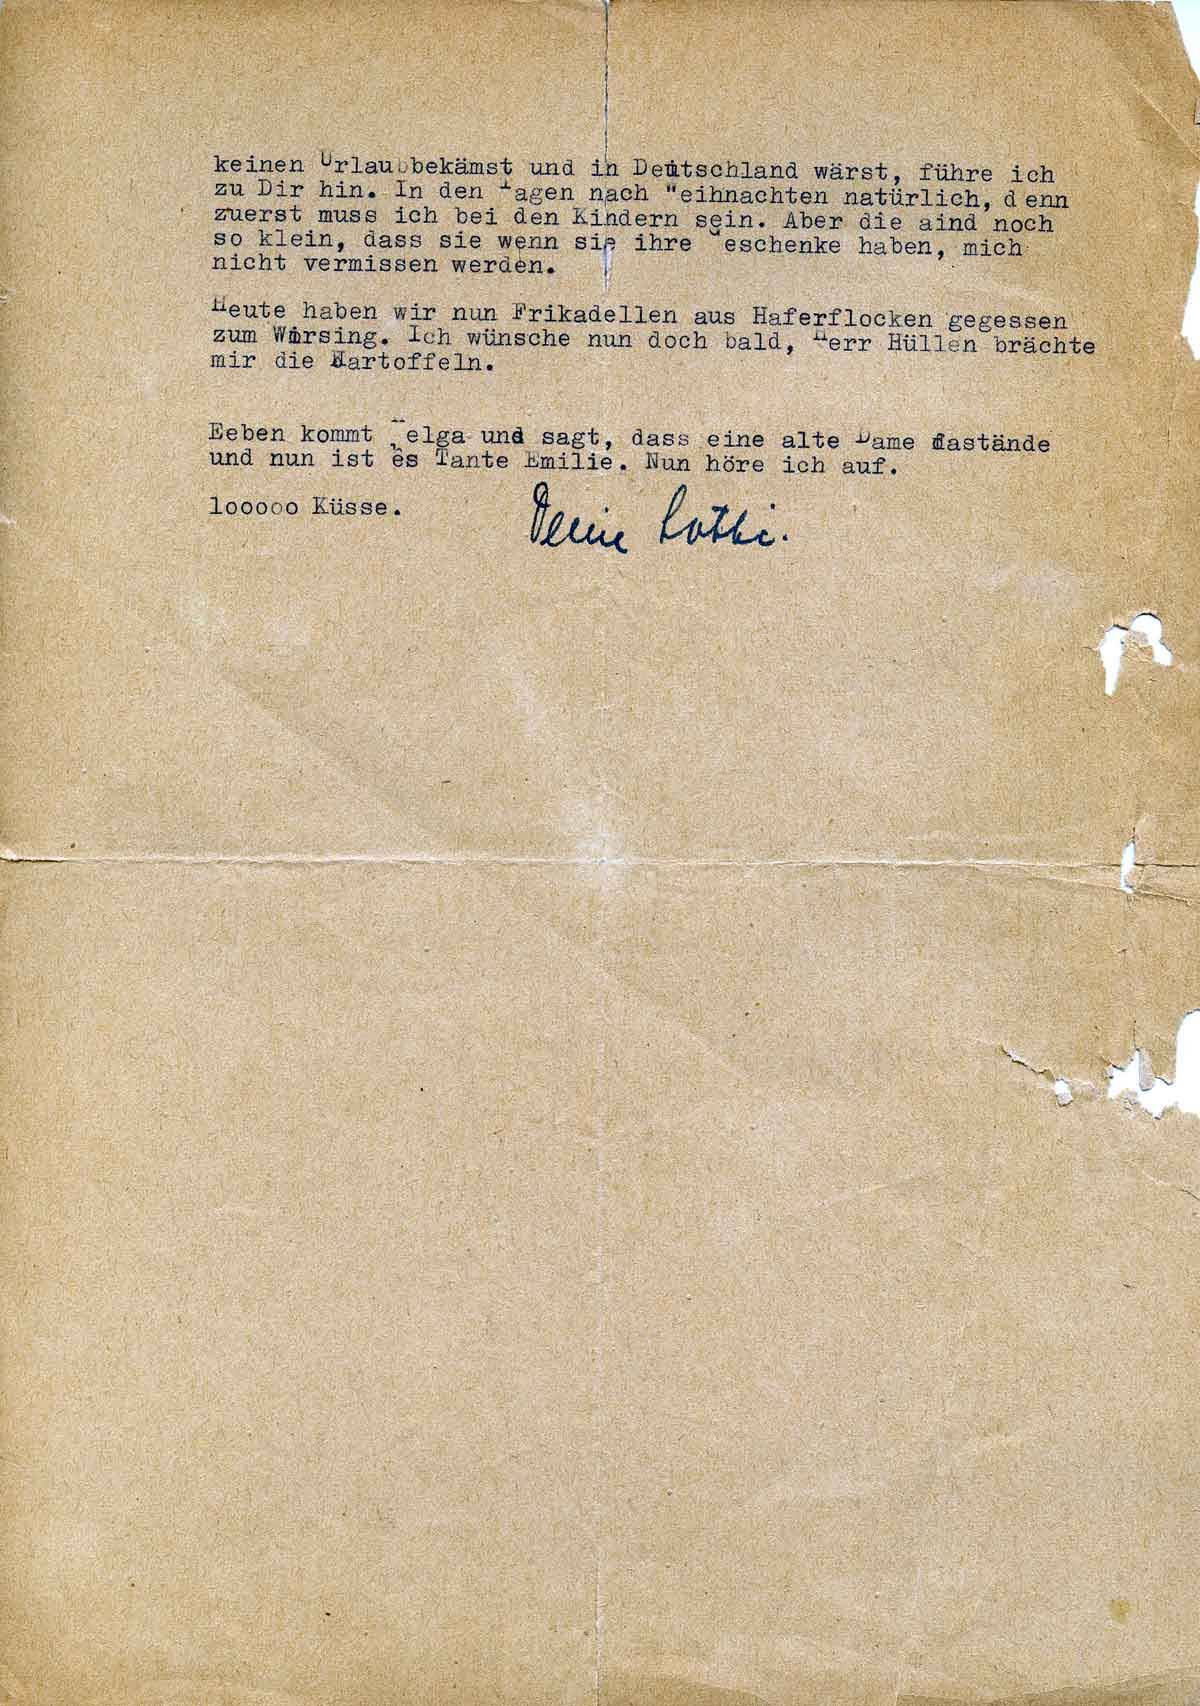 keinen Urlaubbekämst und in Deutschland wärst, führe ich
zu Dir hin. In den Tagen nach Weihnachten natürlich, denn
zuerst muss ich bei den Kindern sein. Aber die aind noch
so klein, dass sie wenn sie ihre Geschenke haben, mich
nicht vermissen werden.
Heute haben wir nun Frikadellen aus Haferflocken gegessen
zum Wirsing. Ich wünsche nun doch bald, Herr Hüllen brächte
mir die Kartoffeln.
Eeben kommt Helga und sagt, dass eine alte Dame dastände
und nun ist es Tante Emilie. Nun höre ich auf.
looooo Küsse.
Deine Lotti.